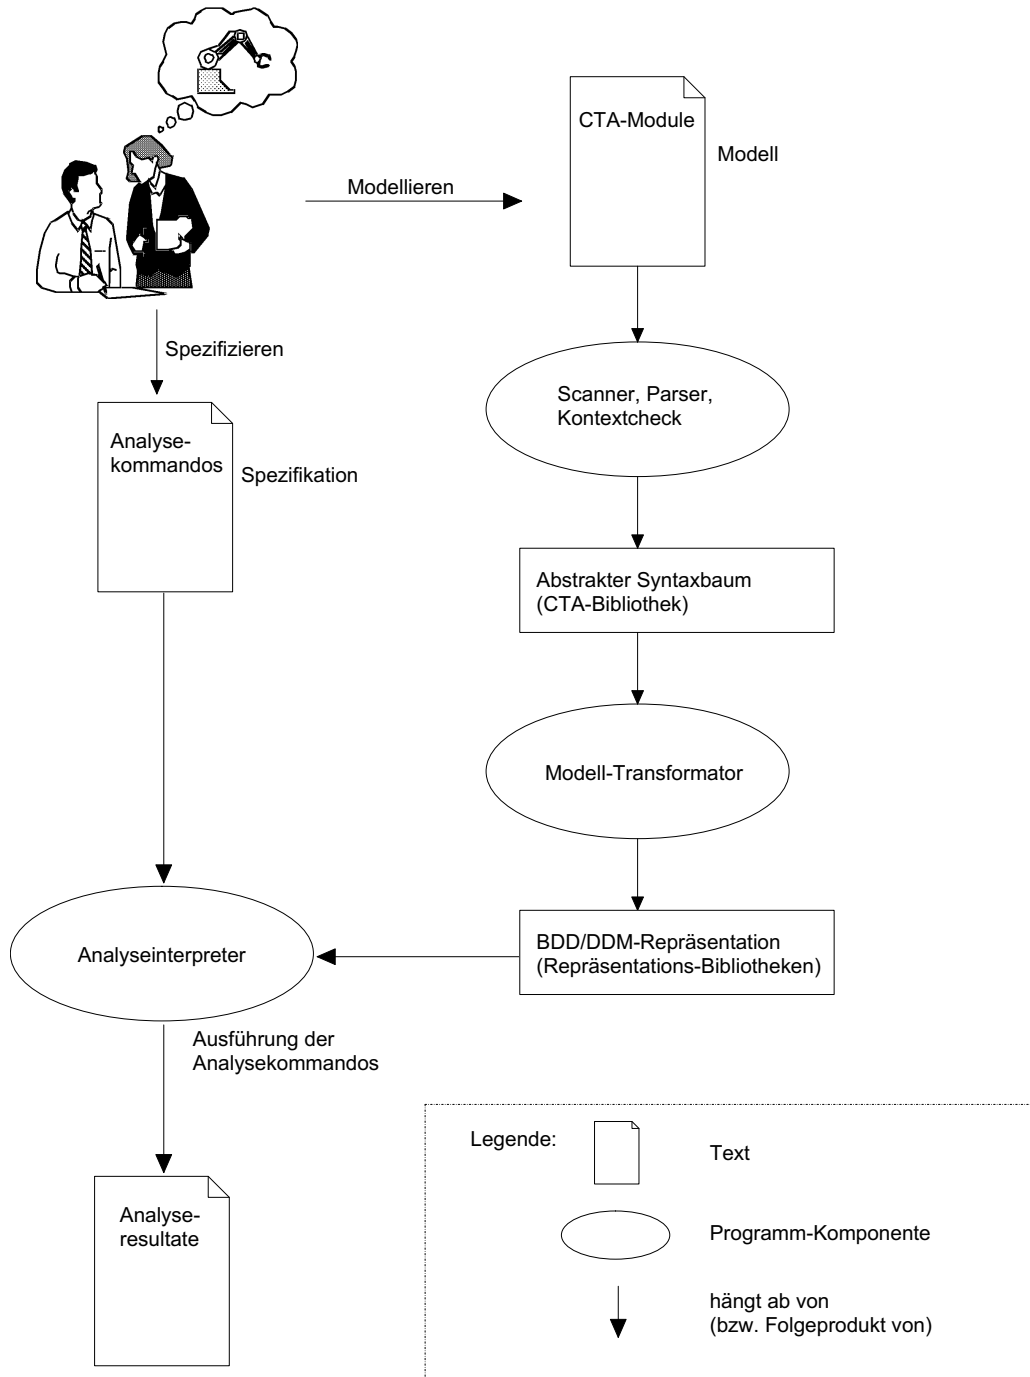 CTA-Module
Modell
Modellieren
Spezifizieren
Scanner, Parser,
Kontextcheck
Analyse-
kommandos
Spezifikation
Abstrakter Syntaxbaum
(CTA-Bibliothek)
Modell-Transformator
BDD/DDM-Repräsentation
(Repräsentations-Bibliotheken)
Analyseinterpreter
Ausführung der
Analysekommandos
Analyse-
resultate
Legende:
Text
Programm-Komponente
hängt ab von
(bzw. Folgeprodukt von)